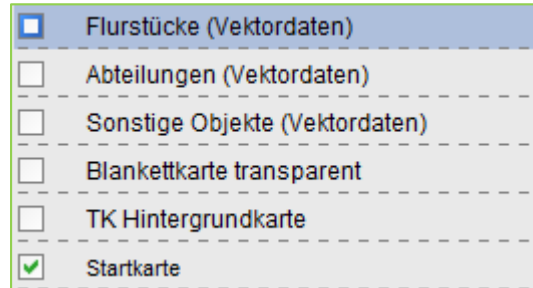 Flurstücke (Vektordaten)
Abteilungen (Vektordaten)
Sonstige Objekte (Vektordaten)
Blankettkarte transparent
TK Hintergrundkarte
Startkarte